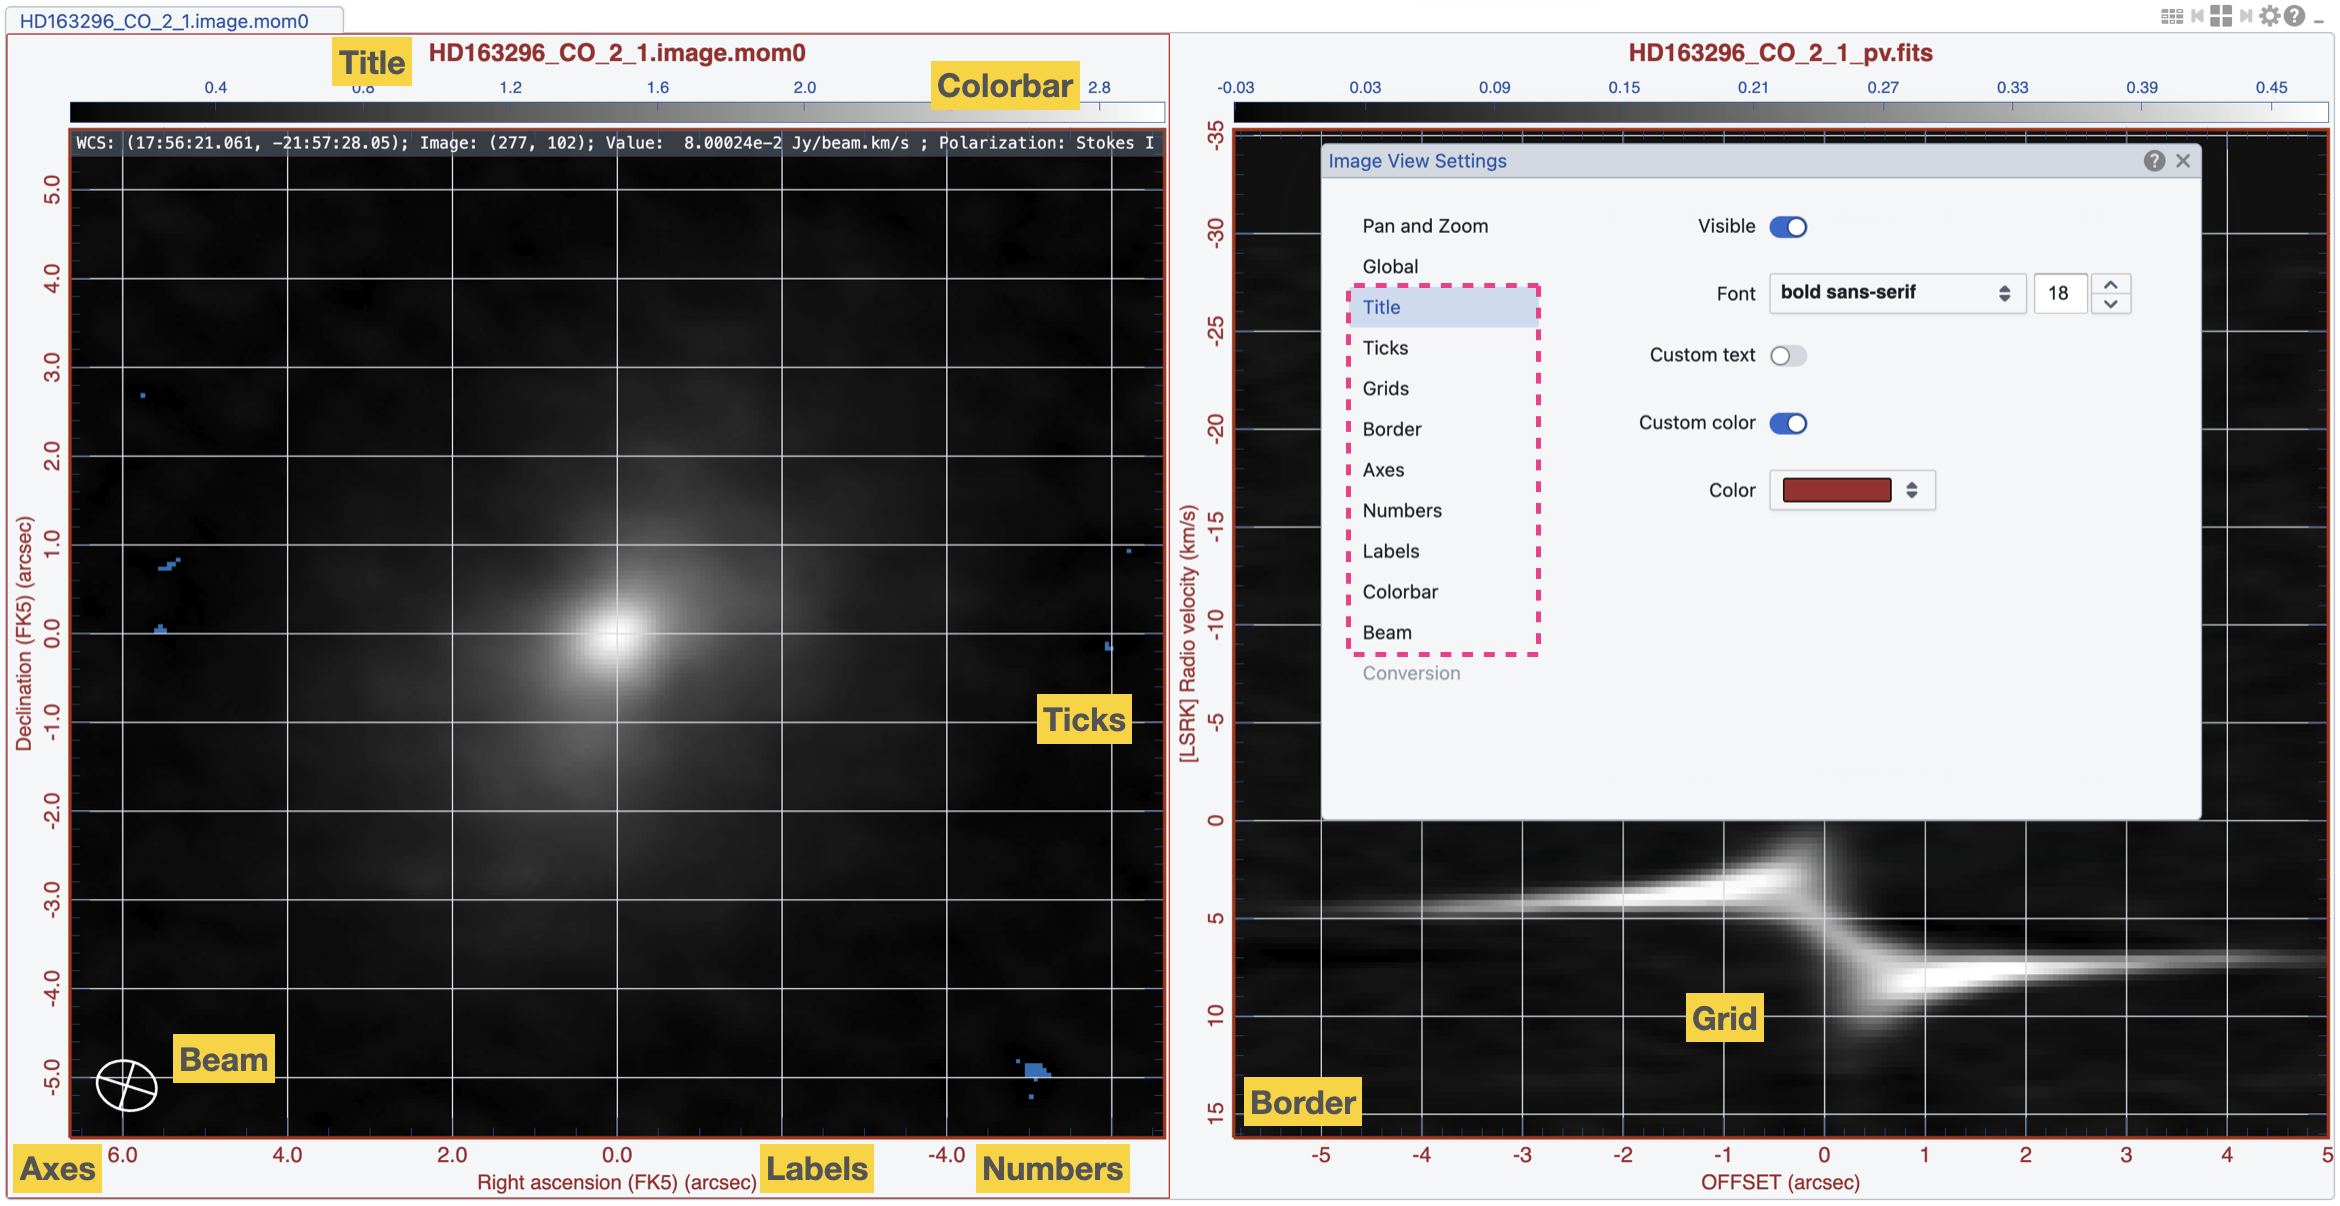 HD163296_CO_2_1.image.mom0
Title
HD163296_CO_2_1.image.mom0
Colorbar
0.4 0.8 1.2 1.6 2.0 2.8
WCS: (17:56:21.061, -21:57:28.05); Image: (277, 102); Value: 8.00024e-2 Jy/beam.km/s ; Polarization: Stokes I
Declination (FK5) (arcsec)
5.0
4.0
3.0
2.0
1.0
0.0
-1.0
-2.0
-3.0
-4.0
-5.0
Ticks
Beam
Axes
6.0 4.0 2.0 0.0 -4.0
Labels
Numbers
Right ascension (FK5) (arcsec)
HD163296_CO_2_1_pv.fits
-0.03 0.03 0.09 0.15 0.21 0.27 0.33 0.39 0.45
[LSRK] Radio velocity (km/s)
-35
-30
-25
-20
-15
-10
-5
0
5
10
15
Image View Settings
Pan and Zoom
Global
Title
Ticks
Grids
Border
Axes
Numbers
Labels
Colorbar
Beam
Conversion
Visible
Font bold sans-serif 18
Custom text
Custom color
Color
Grid
Border
-5 -4 -3 -2 -1 0 1 2 3 4 5
OFFSET (arcsec)